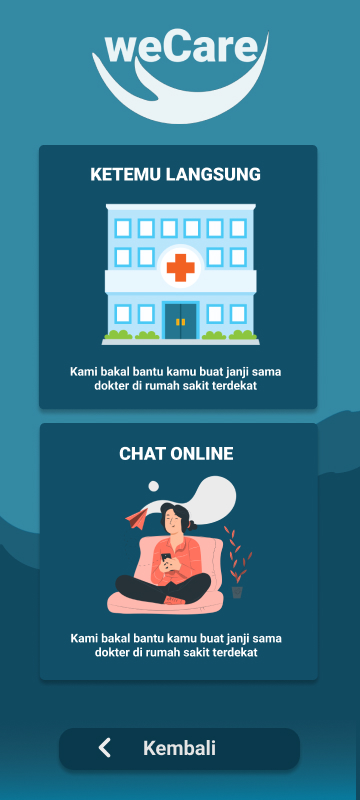 weCare
KETEMU LANGSUNG
Kami bakal bantu kamu buat janji sama
dokter di rumah sakit terdekat
CHAT ONLINE
Kami bakal bantu kamu buat janji sama
dokter di rumah sakit terdekat
Kembali